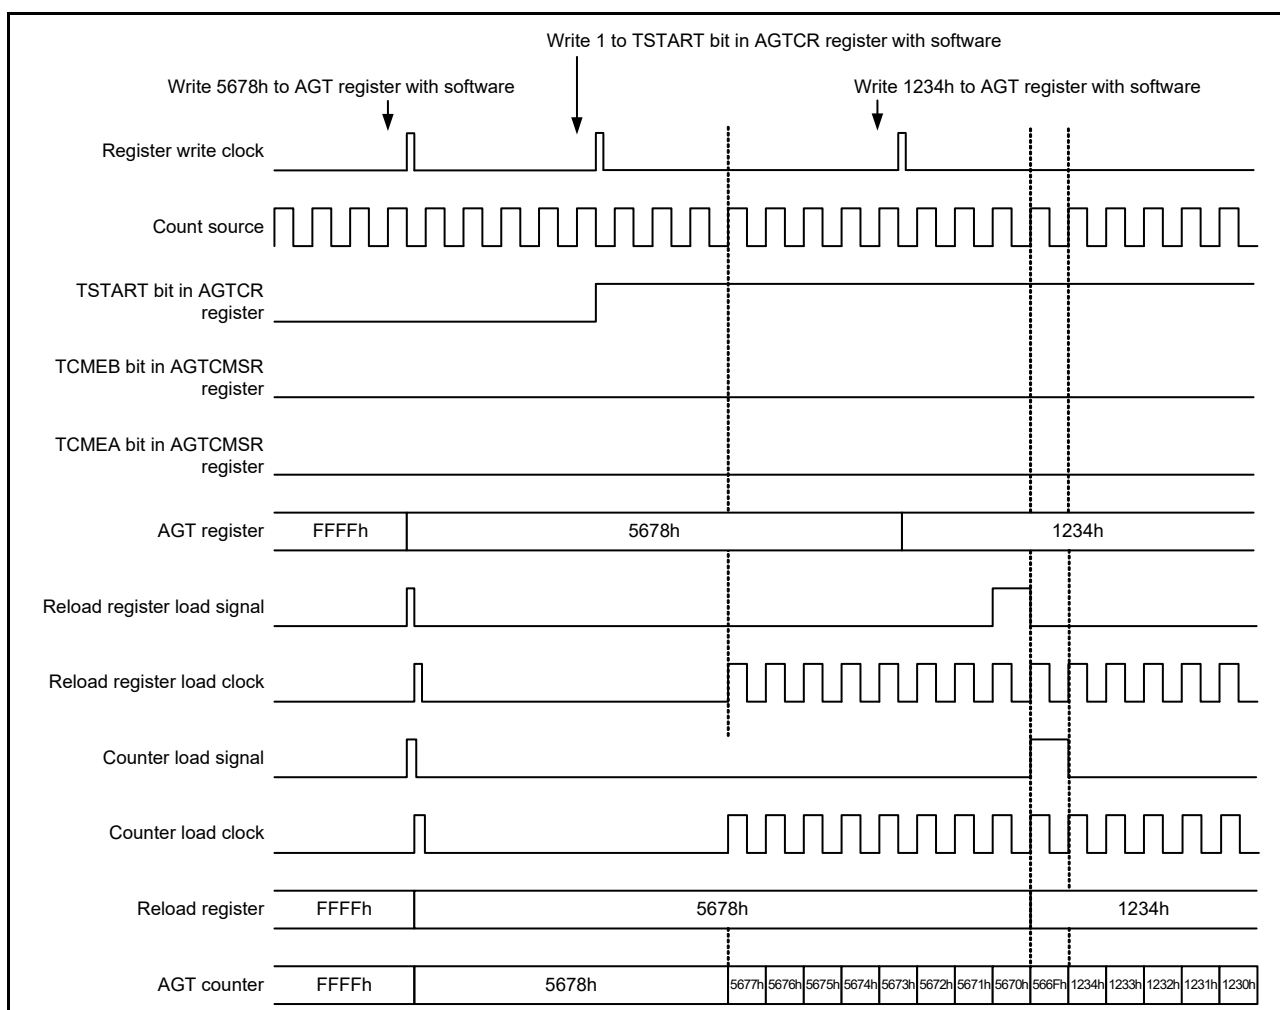 Write 1 to TSTART bit in AGTCR register with software
Write 5678h to AGT register with software
Write 1234h to AGT register with software
Register write clock
Count source
TSTART bit in AGTCR
register
TCMEB bit in AGTCMSR
register
TCMEA bit in AGTCMSR
register
AGT register
FFFFh
5678h
1234h
Reload register load signal
Reload register load clock
Counter load signal
Counter load clock
Reload register
FFFFh
5678h
1234h
AGT counter
FFFFh
5678h
5677h
5676h
5675h
5674h
5673h
5672h
5671h
5670h
566Fh
1234h
1233h
1232h
1231h
1230h